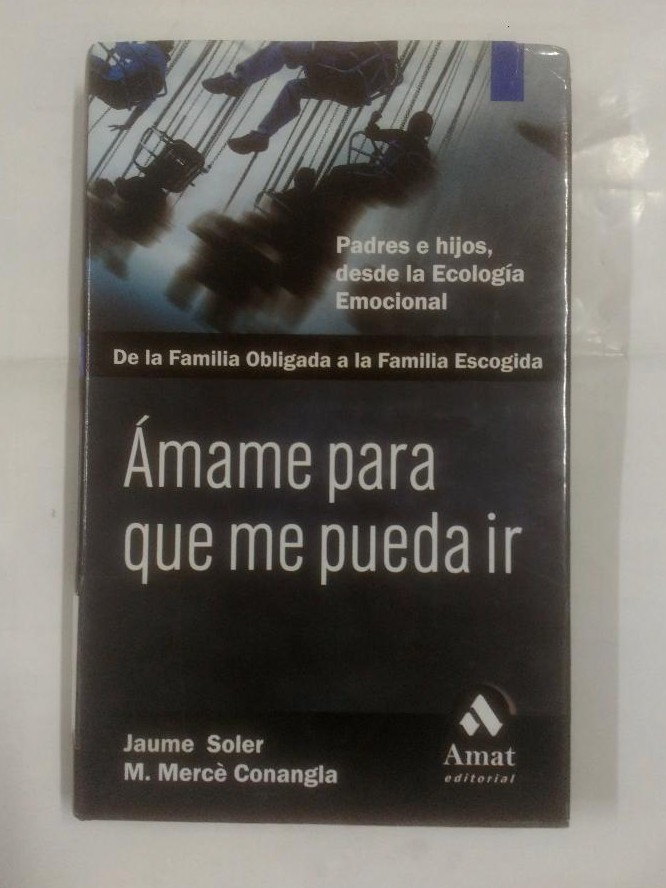 Padres e hijos,
desde la Ecología
Emocional
De la Familia Obligada a la Familia Escogida
Ámame para
que me pueda ir
Jaume Soler
M. Mercè Conangla
Amat
editorial